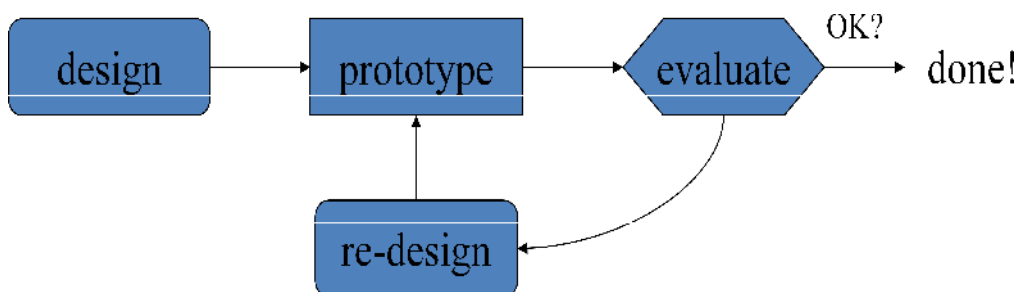 OK?
design
prototype
evaluate
done!
re-design